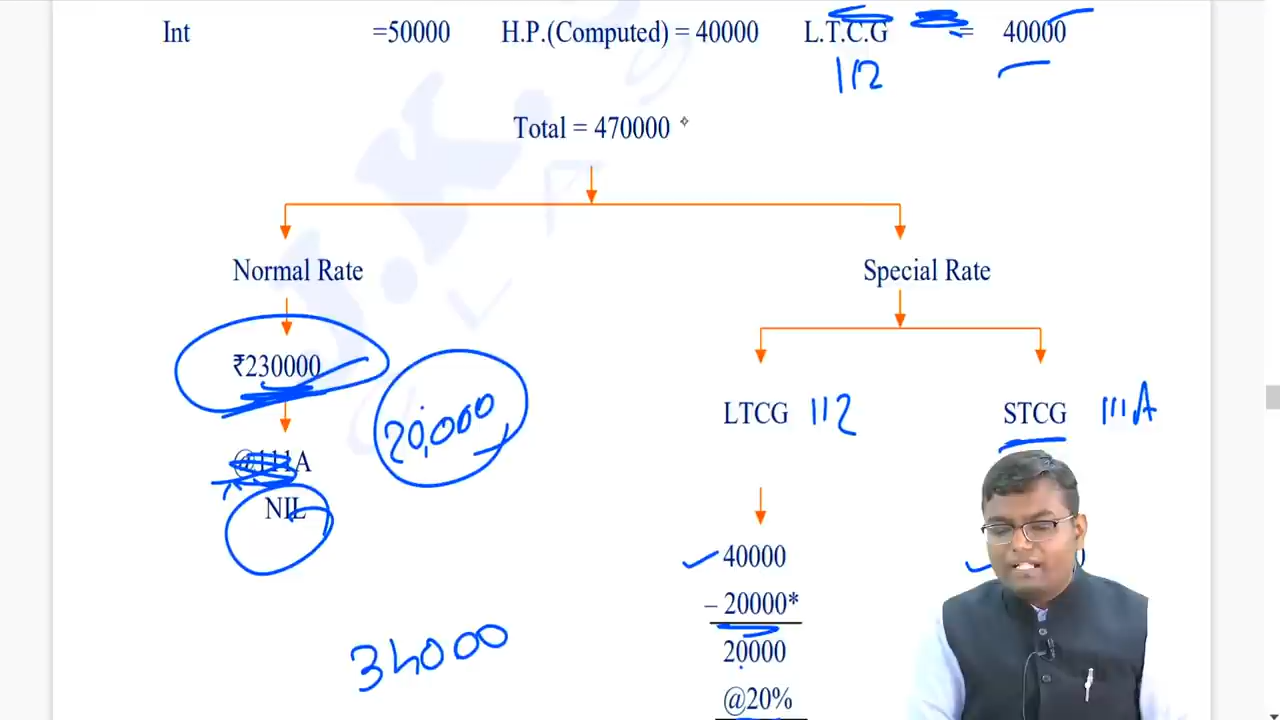 Int =50000 H.P.(Computed) = 40000 L.T.C.G = 40000
112
Total = 470000
Normal Rate Special Rate
₹230000
20,000
LTCG 112 STCG 111A
@111A
NIL
40000
– 20000*
34000
20000
@20%